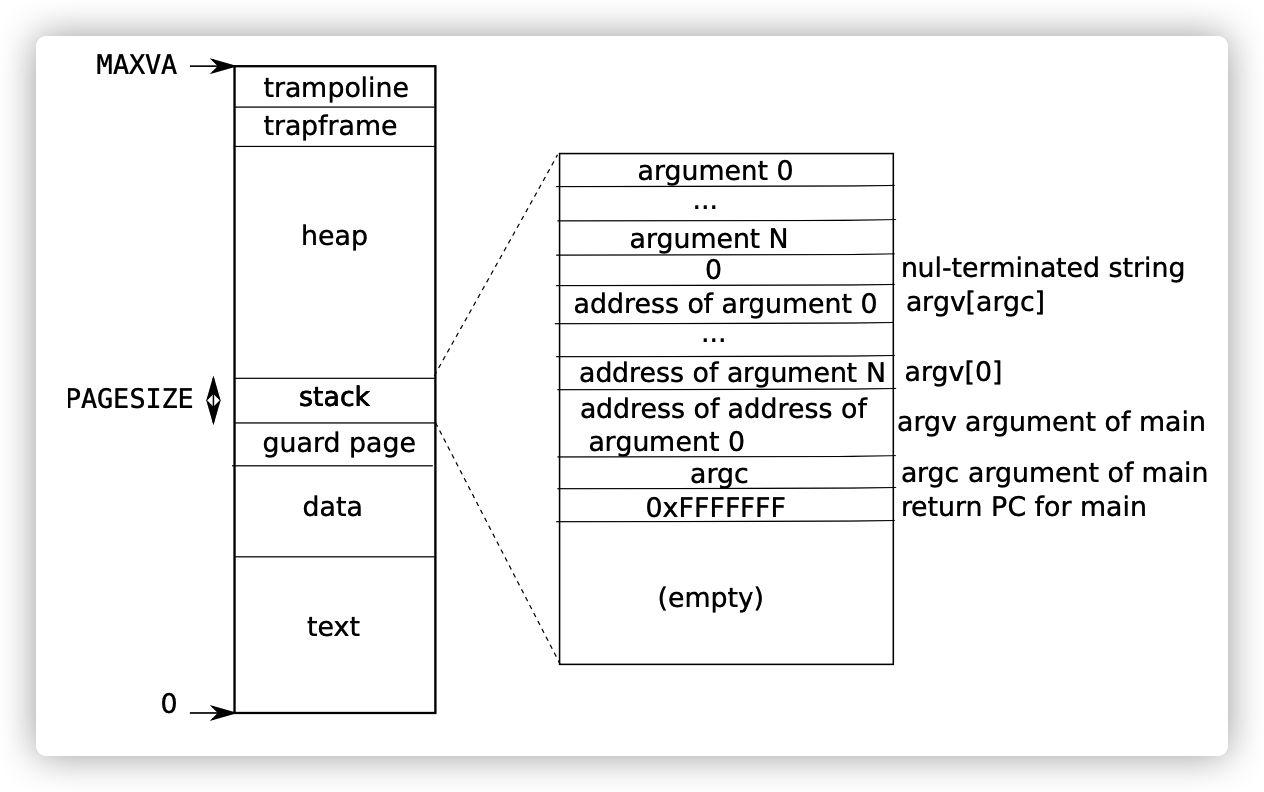 MAXVA
trampoline
trapframe
heap
PAGESIZE
stack
guard page
data
text
0
argument 0
...
argument N
0
nul-terminated string
address of argument 0
argv[argc]
...
address of argument N
argv[0]
address of address of
argument 0
argv argument of main
argc
argc argument of main
0xFFFFFFF
return PC for main
(empty)